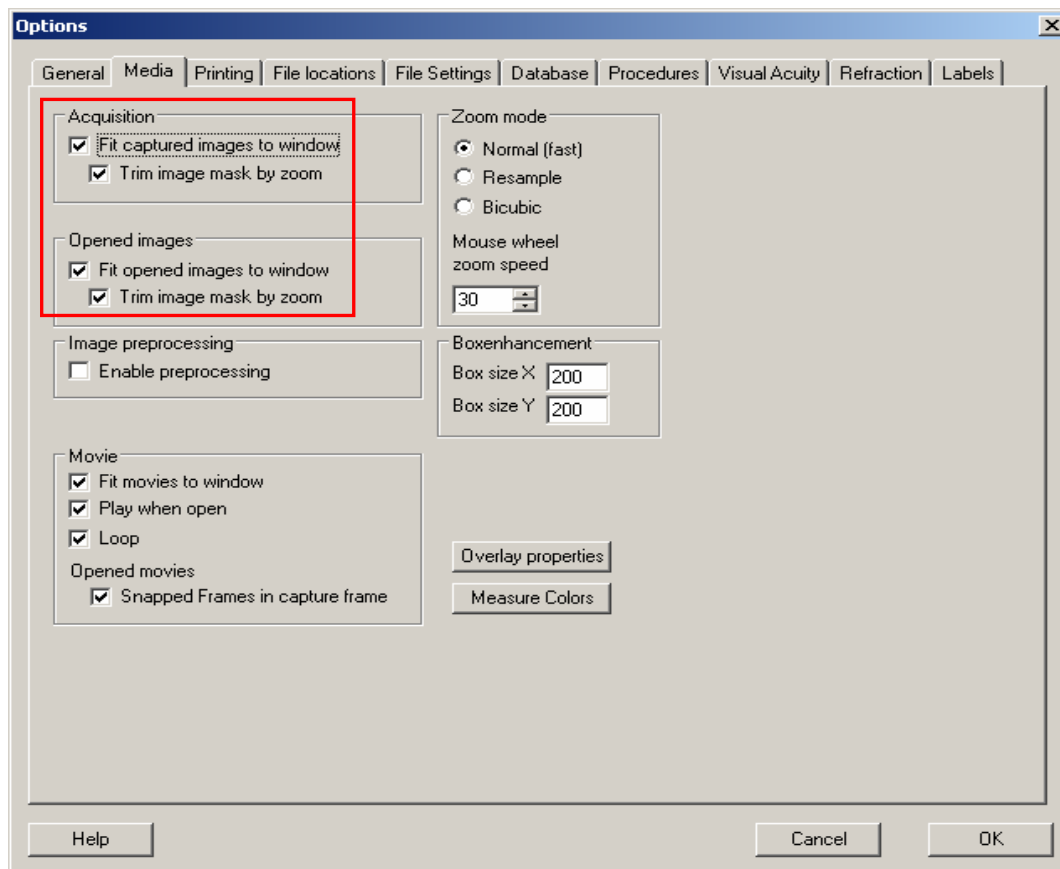 Options
General Media Printing File locations File Settings Database Procedures Visual Acuity Refraction Labels
Acquisition
Fit captured images to window
Trim image mask by zoom
Opened images
Fit opened images to window
Trim image mask by zoom
Image preprocessing
Enable preprocessing
Movie
Fit movies to window
Play when open
Loop
Opened movies
Snapped Frames in capture frame
Zoom mode
Normal (fast)
Resample
Bicubic
Mouse wheel
zoom speed
30
Boxenhancement
Box size X 200
Box size Y 200
Overlay properties
Measure Colors
Help Cancel OK